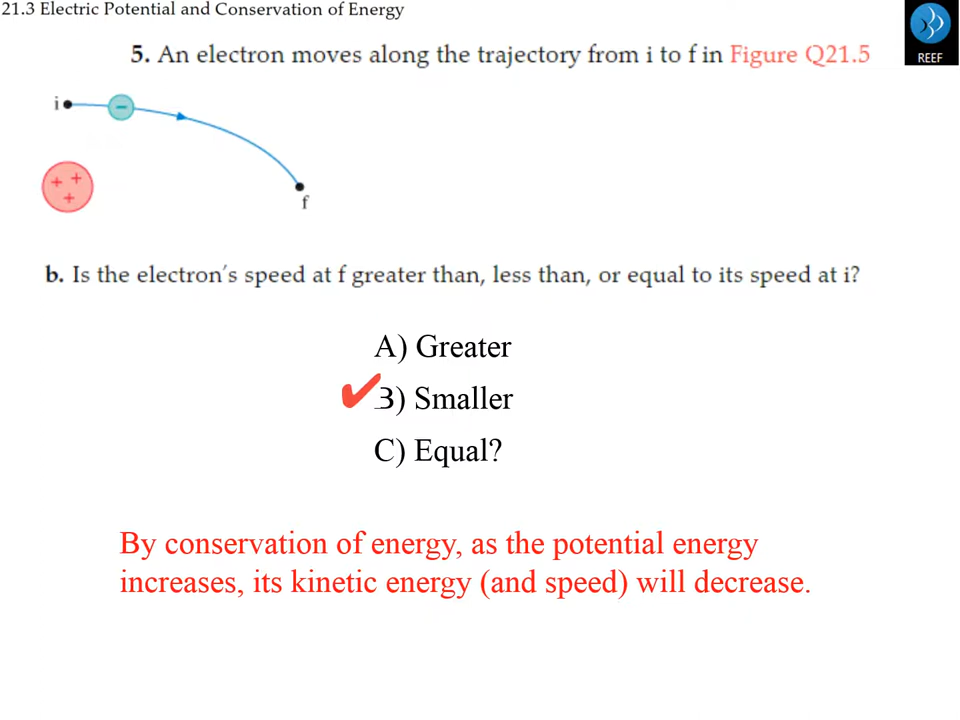 21.3 Electric Potential and Conservation of Energy
REEF
5. An electron moves along the trajectory from i to f in Figure Q21.5
i
−
+ +
+
f
b. Is the electron's speed at f greater than, less than, or equal to its speed at i?
A) Greater
B) Smaller
C) Equal?
By conservation of energy, as the potential energy
increases, its kinetic energy (and speed) will decrease.